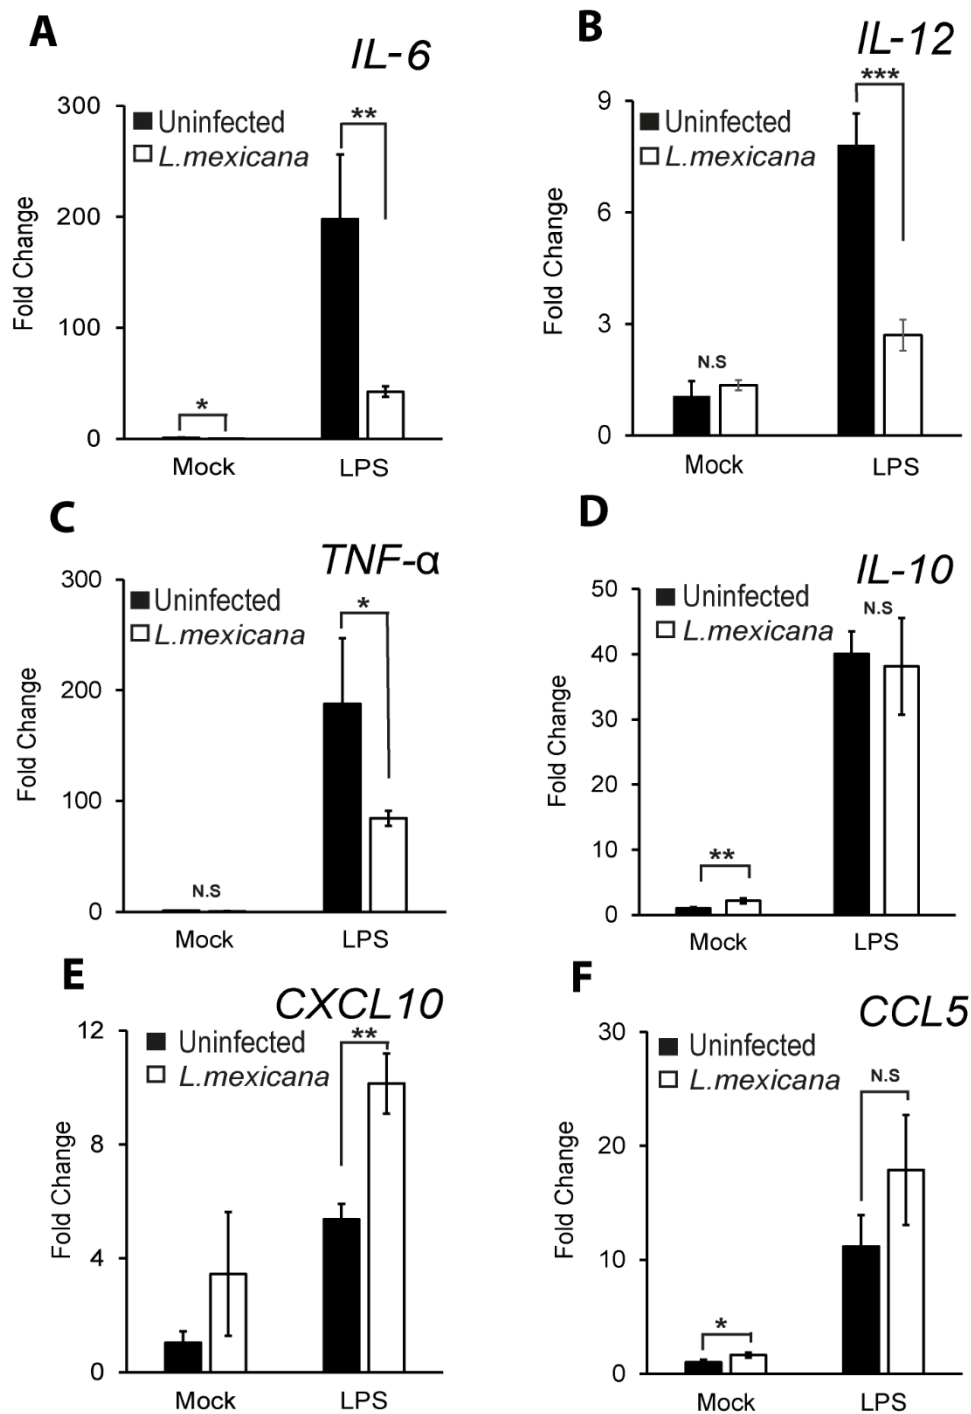 A
IL-6
300
Uninfected
**
L.mexicana
200
Fold Change
100
*
0
Mock
LPS
B
IL-12
***
9
Uninfected
L.mexicana
6
Fold Change
3
N.S
0
Mock
LPS
C
TNF-α
300
Uninfected
*
L.mexicana
200
Fold Change
100
N.S
0
Mock
LPS
D
IL-10
50
Uninfected
N.S
L.mexicana
40
30
Fold Change
20
10
**
0
Mock
LPS
E
CXCL10
12
Uninfected
**
L.mexicana
8
Fold Change
4
0
Mock
LPS
F
CCL5
30
Uninfected
L.mexicana
N.S
20
Fold Change
10
*
0
Mock
LPS